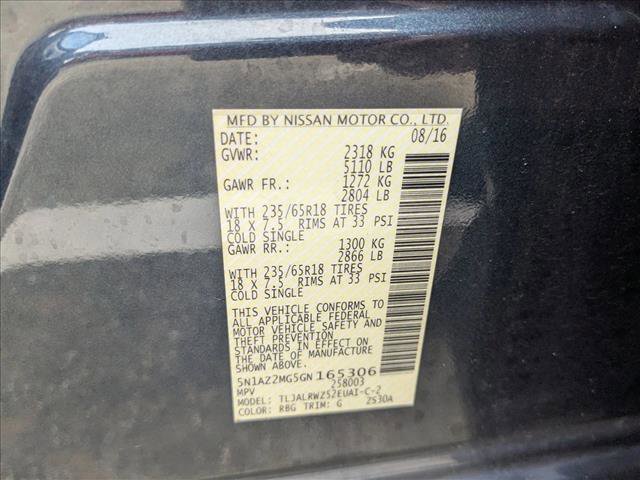 MFD BY NISSAN MOTOR CO., LTD.
DATE: 08/16
GVWR: 2318 KG
5110 LB
GAWR FR.: 1272 KG
2804 LB
WITH 235/65R18 TIRES
18 X 7.5 RIMS AT 33 PSI
COLD SINGLE
GAWR RR.: 1300 KG
2866 LB
WITH 235/65R18 TIRES
18 X 7.5 RIMS AT 33 PSI
COLD SINGLE
THIS VEHICLE CONFORMS TO
ALL APPLICABLE FEDERAL
MOTOR VEHICLE SAFETY AND
THEFT PREVENTION
STANDARDS IN EFFECT ON
THE DATE OF MANUFACTURE
SHOWN ABOVE.
5N1AZ2MG5GN165306
MPV 258003
MODEL: TLJALRWZ52EUAI-C-2
COLOR: RBG TRIM: G ZS30A